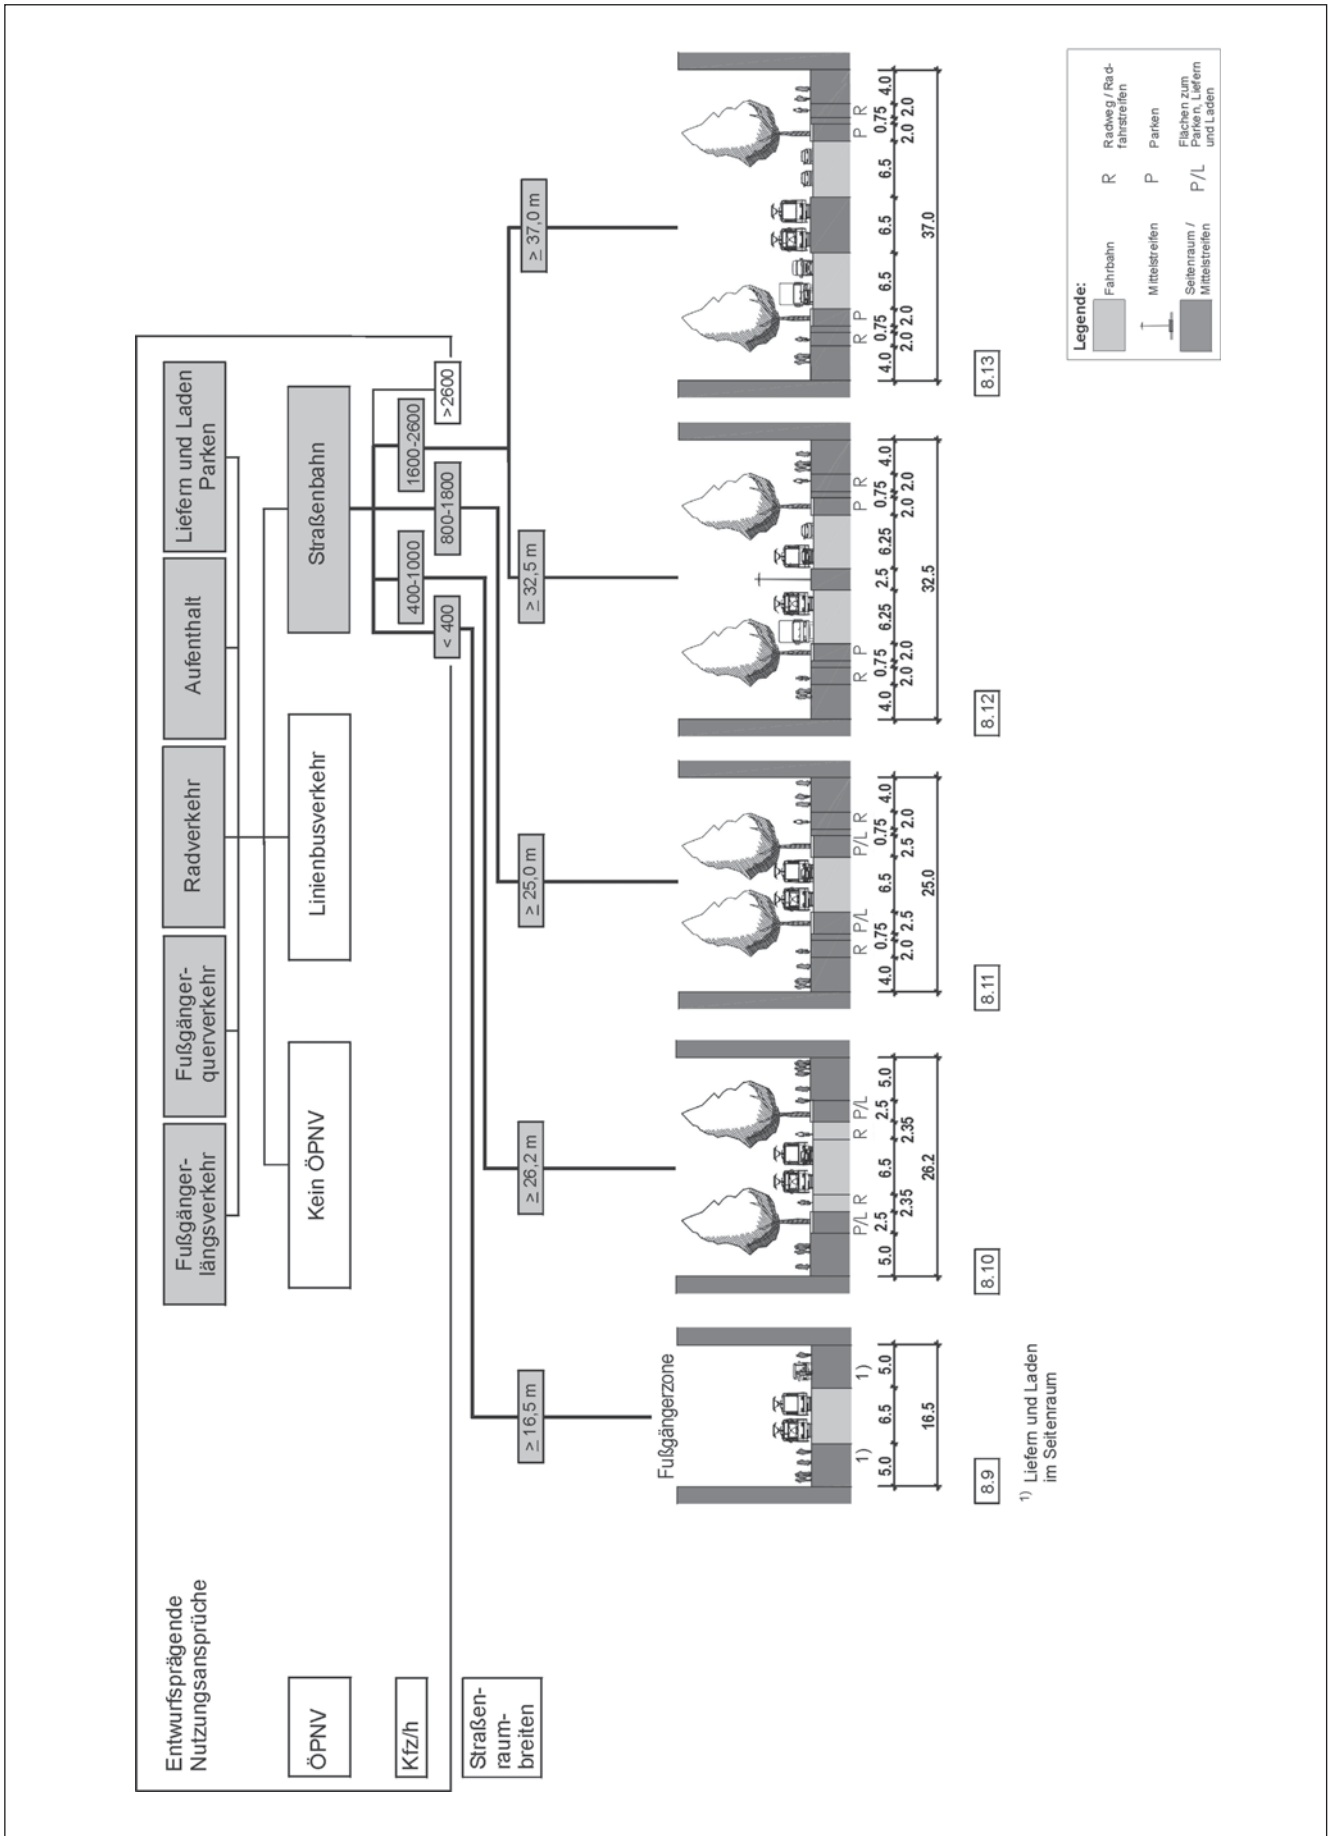 Entwurfsprägende
Nutzungsansprüche
Fußgänger-
längsverkehr
Fußgänger-
querverkehr
Radverkehr
Aufenthalt
Liefern und Laden
Parken
ÖPNV
Kein ÖPNV
Linienbusverkehr
Straßenbahn
Kfz/h
< 400
400-1000
800-1800
1600-2600
>2600
Straßen-
raum-
breiten
≥ 16,5 m
≥ 26,2 m
≥ 25,0 m
≥ 32,5 m
≥ 37,0 m
Fußgängerzone
1) 1)
5.0 6.5 5.0
16.5
8.9
1) Liefern und Laden
im Seitenraum
P/L R R P/L
5.0 2.5 6.5 2.5 5.0
2.35 2.35
26.2
8.10
R P/L P/L R
4.0 0.75 6.5 0.75 4.0
2.0 2.5 2.5 2.0
25.0
8.11
R P P R
4.0 0.75 6.25 2.5 6.25 0.75 4.0
2.0 2.0 2.0 2.0
32.5
8.12
R P P R
4.0 0.75 6.5 6.5 6.5 0.75 4.0
2.0 2.0 2.0 2.0
37.0
8.13
Legende:
Fahrbahn
Mittelstreifen
Seitenraum /
Mittelstreifen
R Radweg / Rad-
fahrstreifen
P Parken
P/L Flächen zum
Parken, Liefern
und Laden